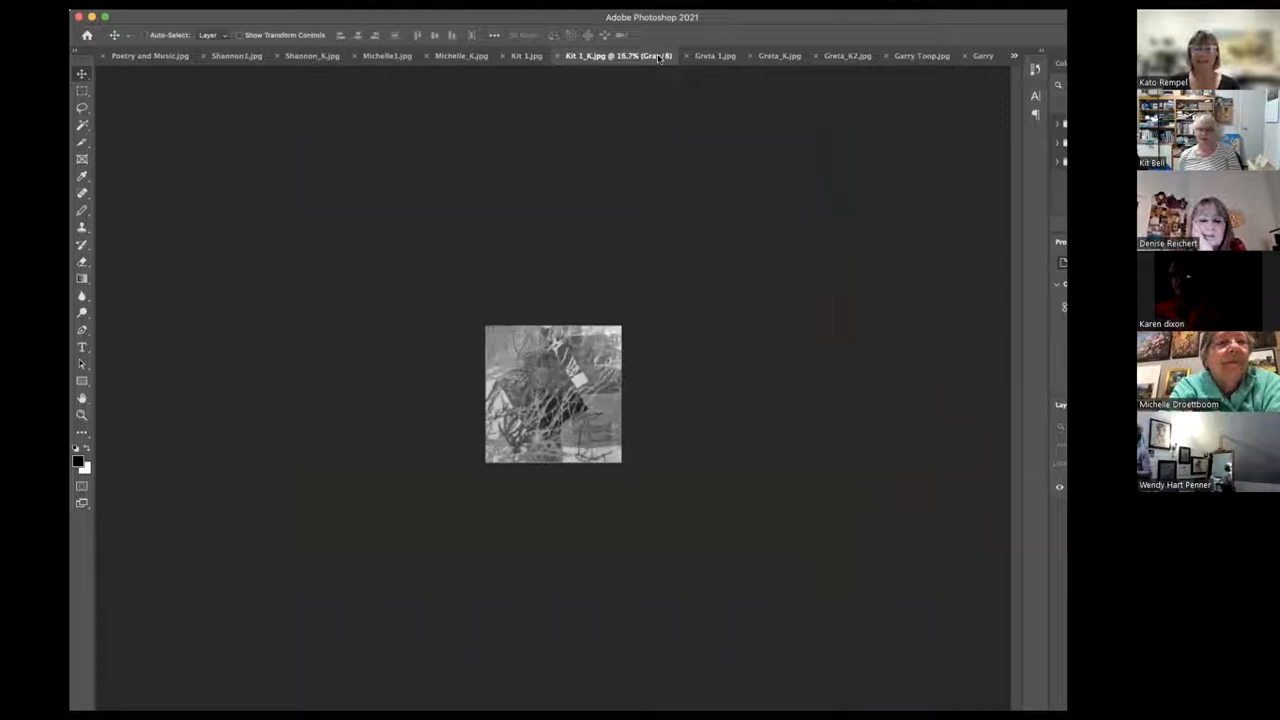 Adobe Photoshop 2021
Auto-Select: Layer Show Transform Controls
Poetry and Music.jpg Shannon1.jpg Shannon_K.jpg Michelle1.jpg Michelle_K.jpg Kit 1.jpg Kit 1_K.jpg @ 16.7% (Gray/8) Greta 1.jpg Greta_K.jpg Greta_K2.jpg Garry Toop.jpg Garry
Kato Rempel
Kit Bell
Denise Reichert
Karen dixon
Michelle Droettboom
Wendy Hart Penner